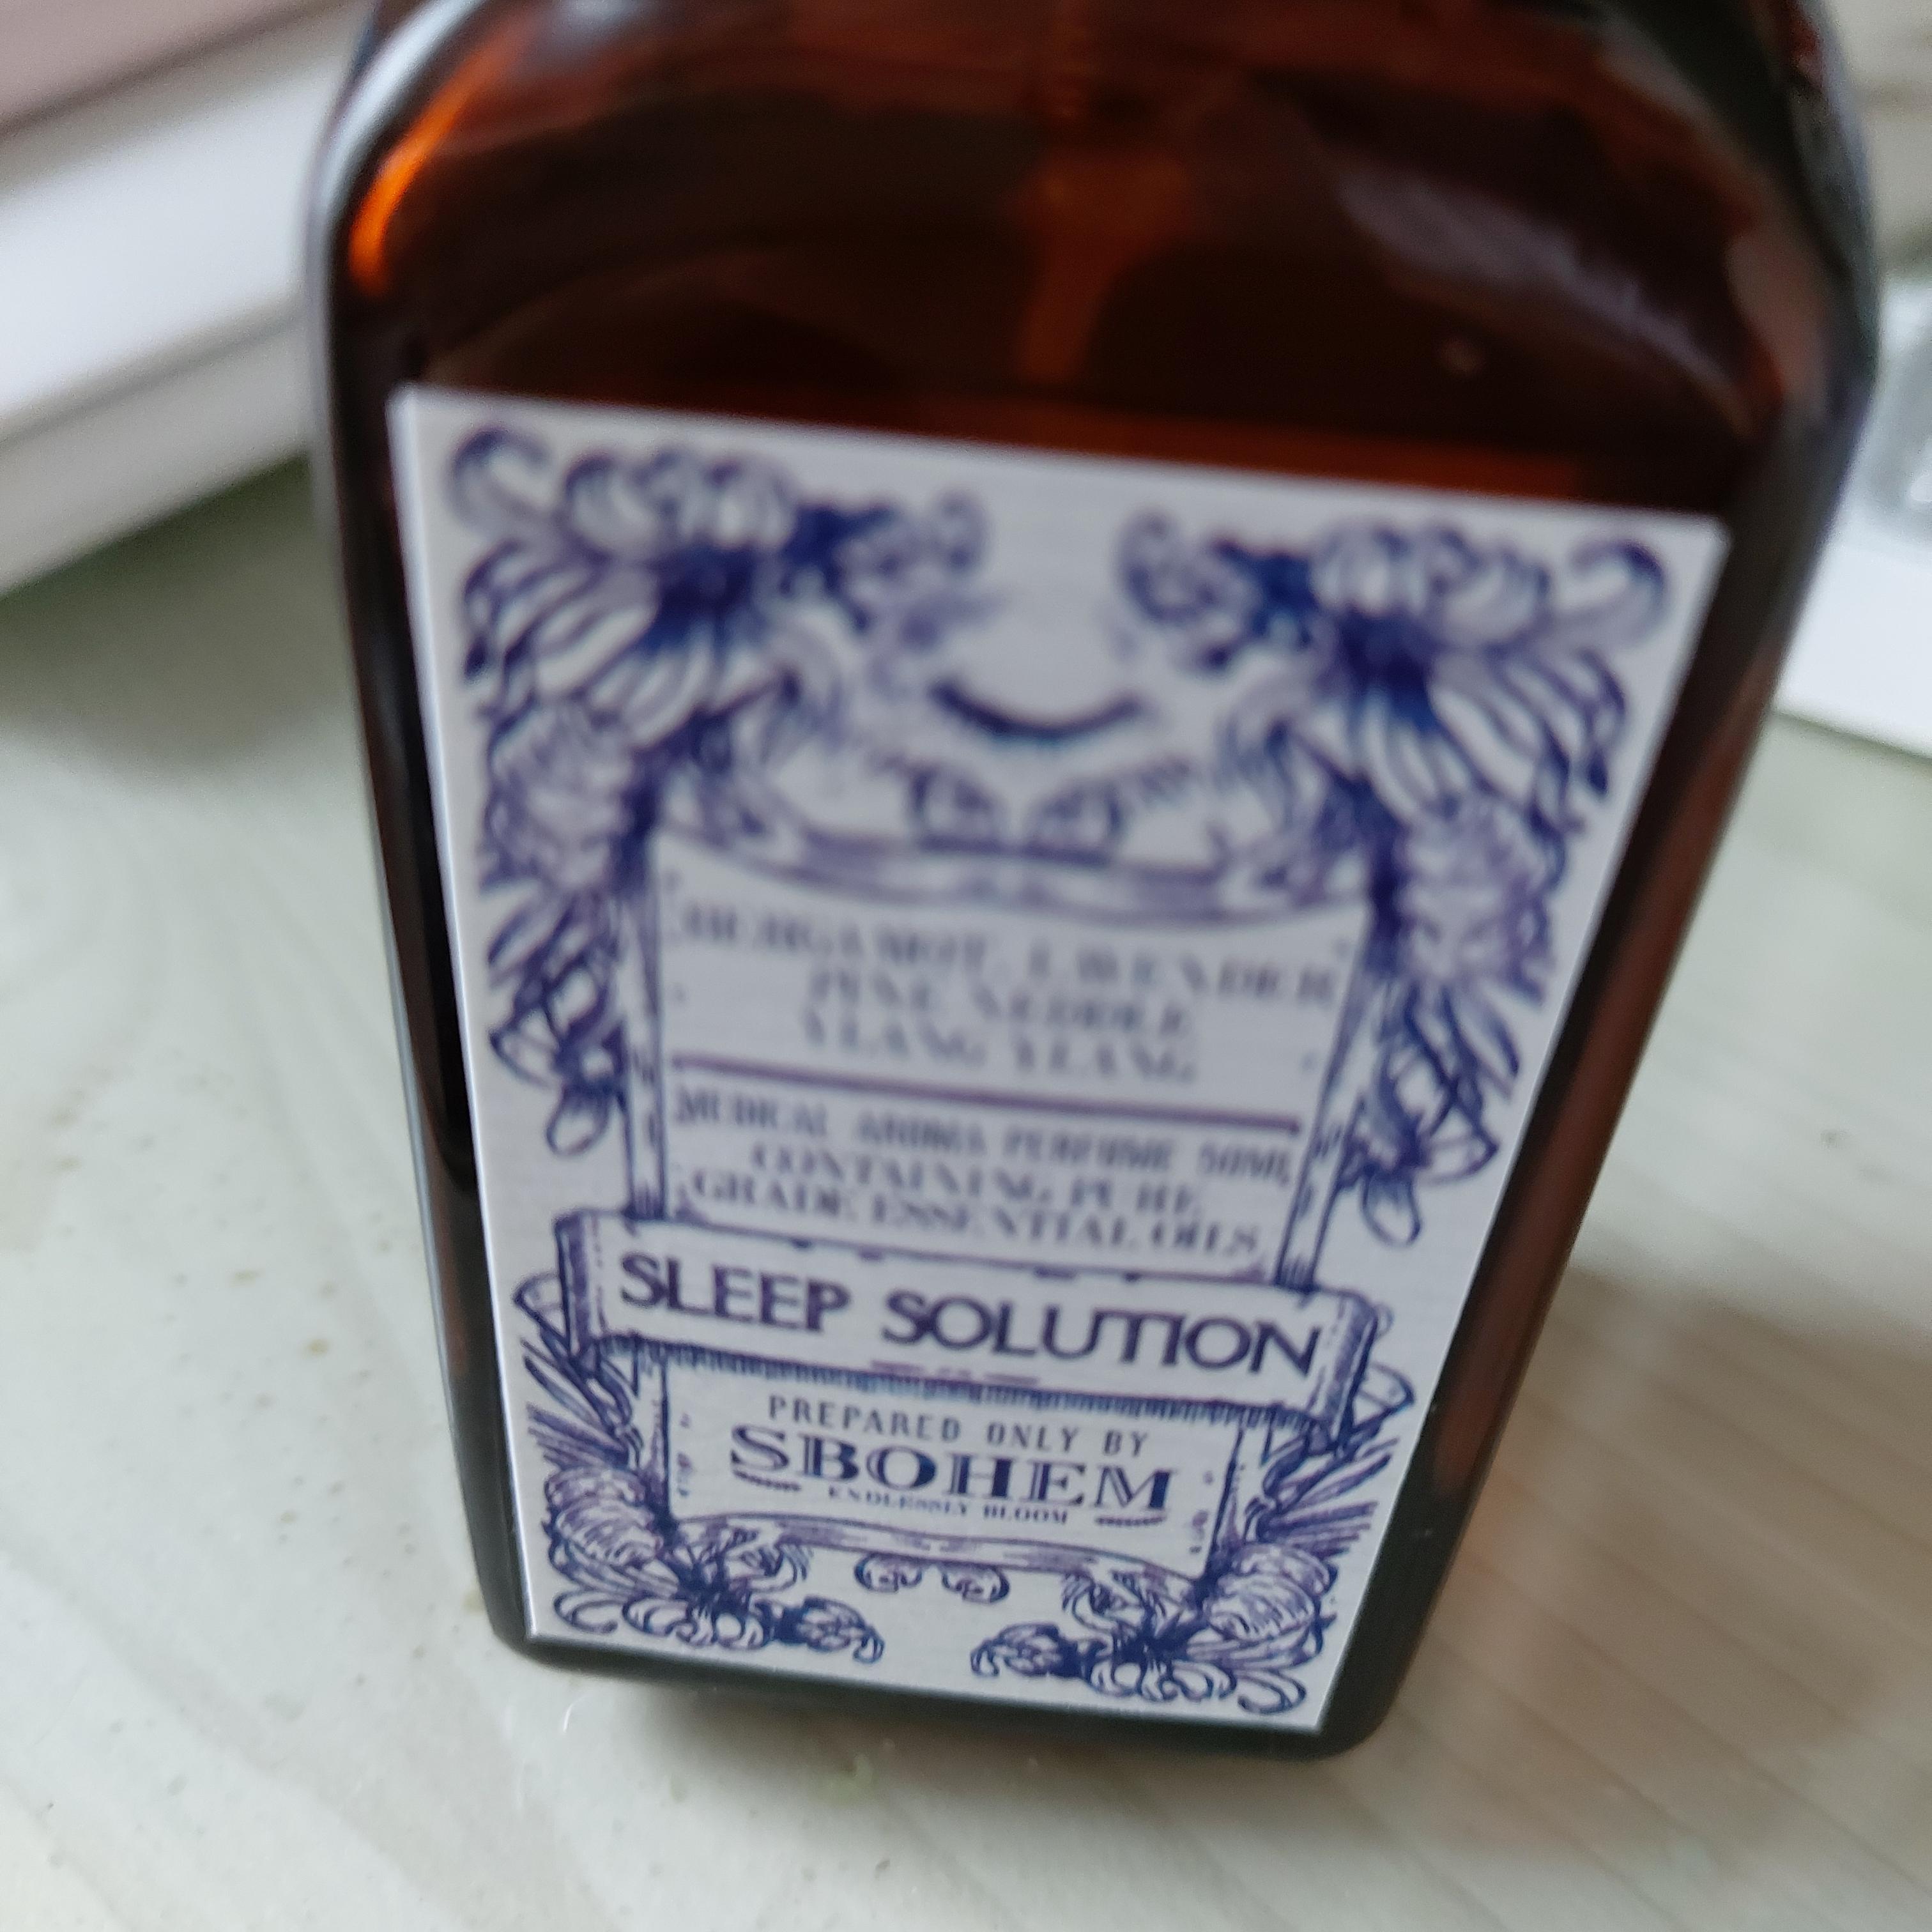 BERGAMOT, LAVENDER
PINE NEEDLE
YLANG YLANG
MEDICAL AROMA PERFUME 50ML
CONTAINING PURE
GRADE ESSENTIAL OILS
SLEEP SOLUTION
PREPARED ONLY BY
SBOHEM
ENDLESSLY BLOOM